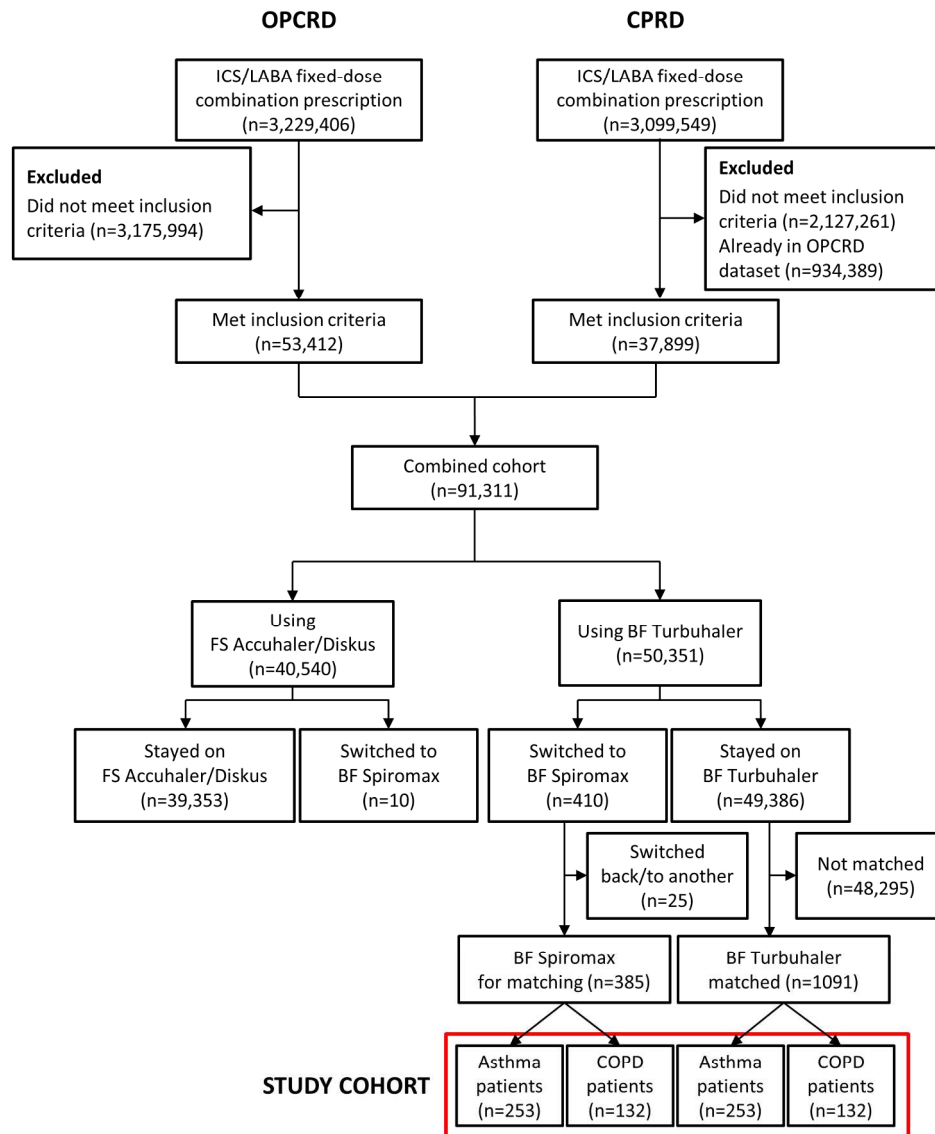 OPCRD
CPRD
ICS/LABA fixed-dose
combination prescription
(n=3,229,406)
ICS/LABA fixed-dose
combination prescription
(n=3,099,549)
Excluded
Did not meet inclusion
criteria (n=3,175,994)
Excluded
Did not meet inclusion
criteria (n=2,127,261)
Already in OPCRD
dataset (n=934,389)
Met inclusion criteria
(n=53,412)
Met inclusion criteria
(n=37,899)
Combined cohort
(n=91,311)
Using
FS Accuhaler/Diskus
(n=40,540)
Using BF Turbuhaler
(n=50,351)
Stayed on
FS Accuhaler/Diskus
(n=39,353)
Switched to
BF Spiromax
(n=10)
Switched to
BF Spiromax
(n=410)
Stayed on
BF Turbuhaler
(n=49,386)
Switched
back/to another
(n=25)
Not matched
(n=48,295)
BF Spiromax
for matching (n=385)
BF Turbuhaler
matched (n=1091)
STUDY COHORT
Asthma
patients
(n=253)
COPD
patients
(n=132)
Asthma
patients
(n=253)
COPD
patients
(n=132)